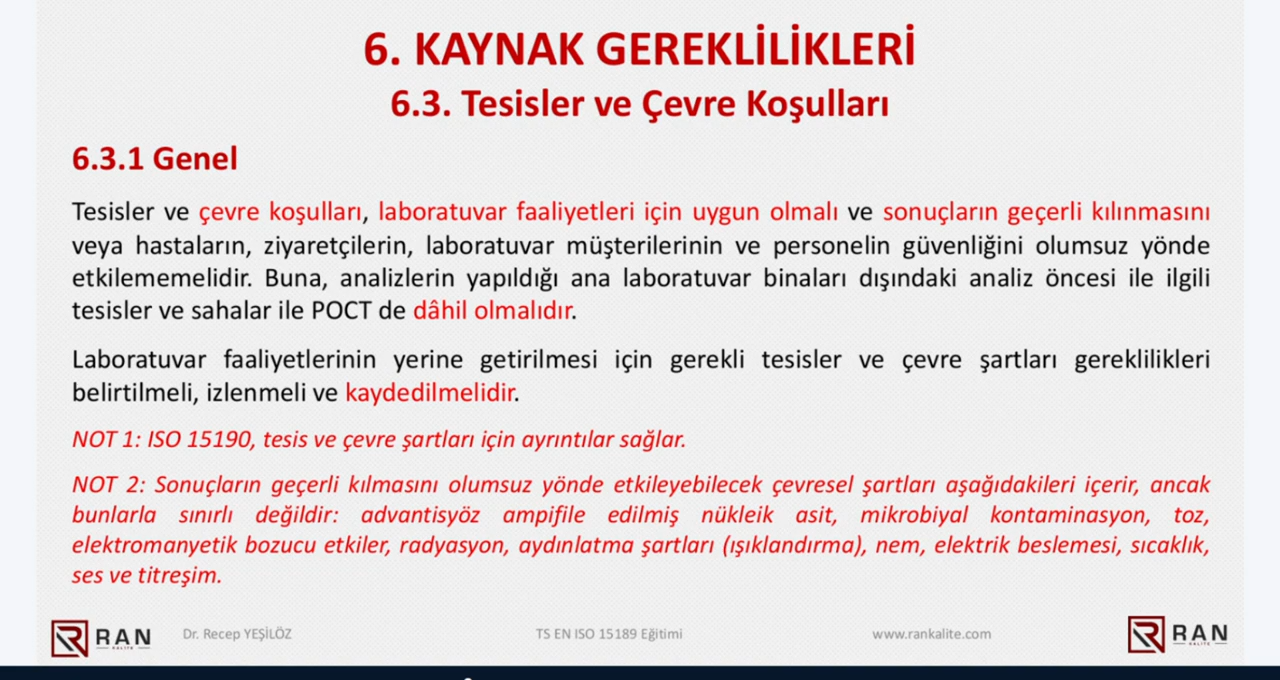 6. KAYNAK GEREKLİLİKLERİ
6.3. Tesisler ve Çevre Koşulları
6.3.1 Genel
Tesisler ve çevre koşulları, laboratuvar faaliyetleri için uygun olmalı ve sonuçların geçerli kılınmasını
veya hastaların, ziyaretçilerin, laboratuvar müşterilerinin ve personelin güvenliğini olumsuz yönde
etkilememelidir. Buna, analizlerin yapıldığı ana laboratuvar binaları dışındaki analiz öncesi ile ilgili
tesisler ve sahalar ile POCT de dâhil olmalıdır.
Laboratuvar faaliyetlerinin yerine getirilmesi için gerekli tesisler ve çevre şartları gereklilikleri
belirtilmeli, izlenmeli ve kaydedilmelidir.
NOT 1: ISO 15190, tesis ve çevre şartları için ayrıntılar sağlar.
NOT 2: Sonuçların geçerli kılmasını olumsuz yönde etkileyebilecek çevresel şartları aşağıdakileri içerir, ancak
bunlarla sınırlı değildir: advantisyöz ampifile edilmiş nükleik asit, mikrobiyal kontaminasyon, toz,
elektromanyetik bozucu etkiler, radyasyon, aydınlatma şartları (ışıklandırma), nem, elektrik beslemesi, sıcaklık,
ses ve titreşim.
RAN
KALİTE
Dr. Recep YEŞİLÖZ
TS EN ISO 15189 Eğitimi
www.rankalite.com
RAN
KALİTE